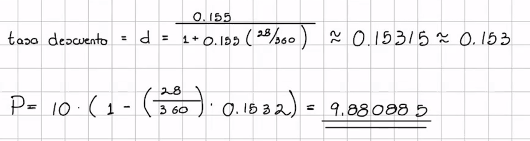 tasa descuento = d = 0.155 / 1 + 0.155 (28/360) ≈ 0.15315 ≈ 0.153
P = 10 · (1 - (28/360) · 0.1532) = 9.880885